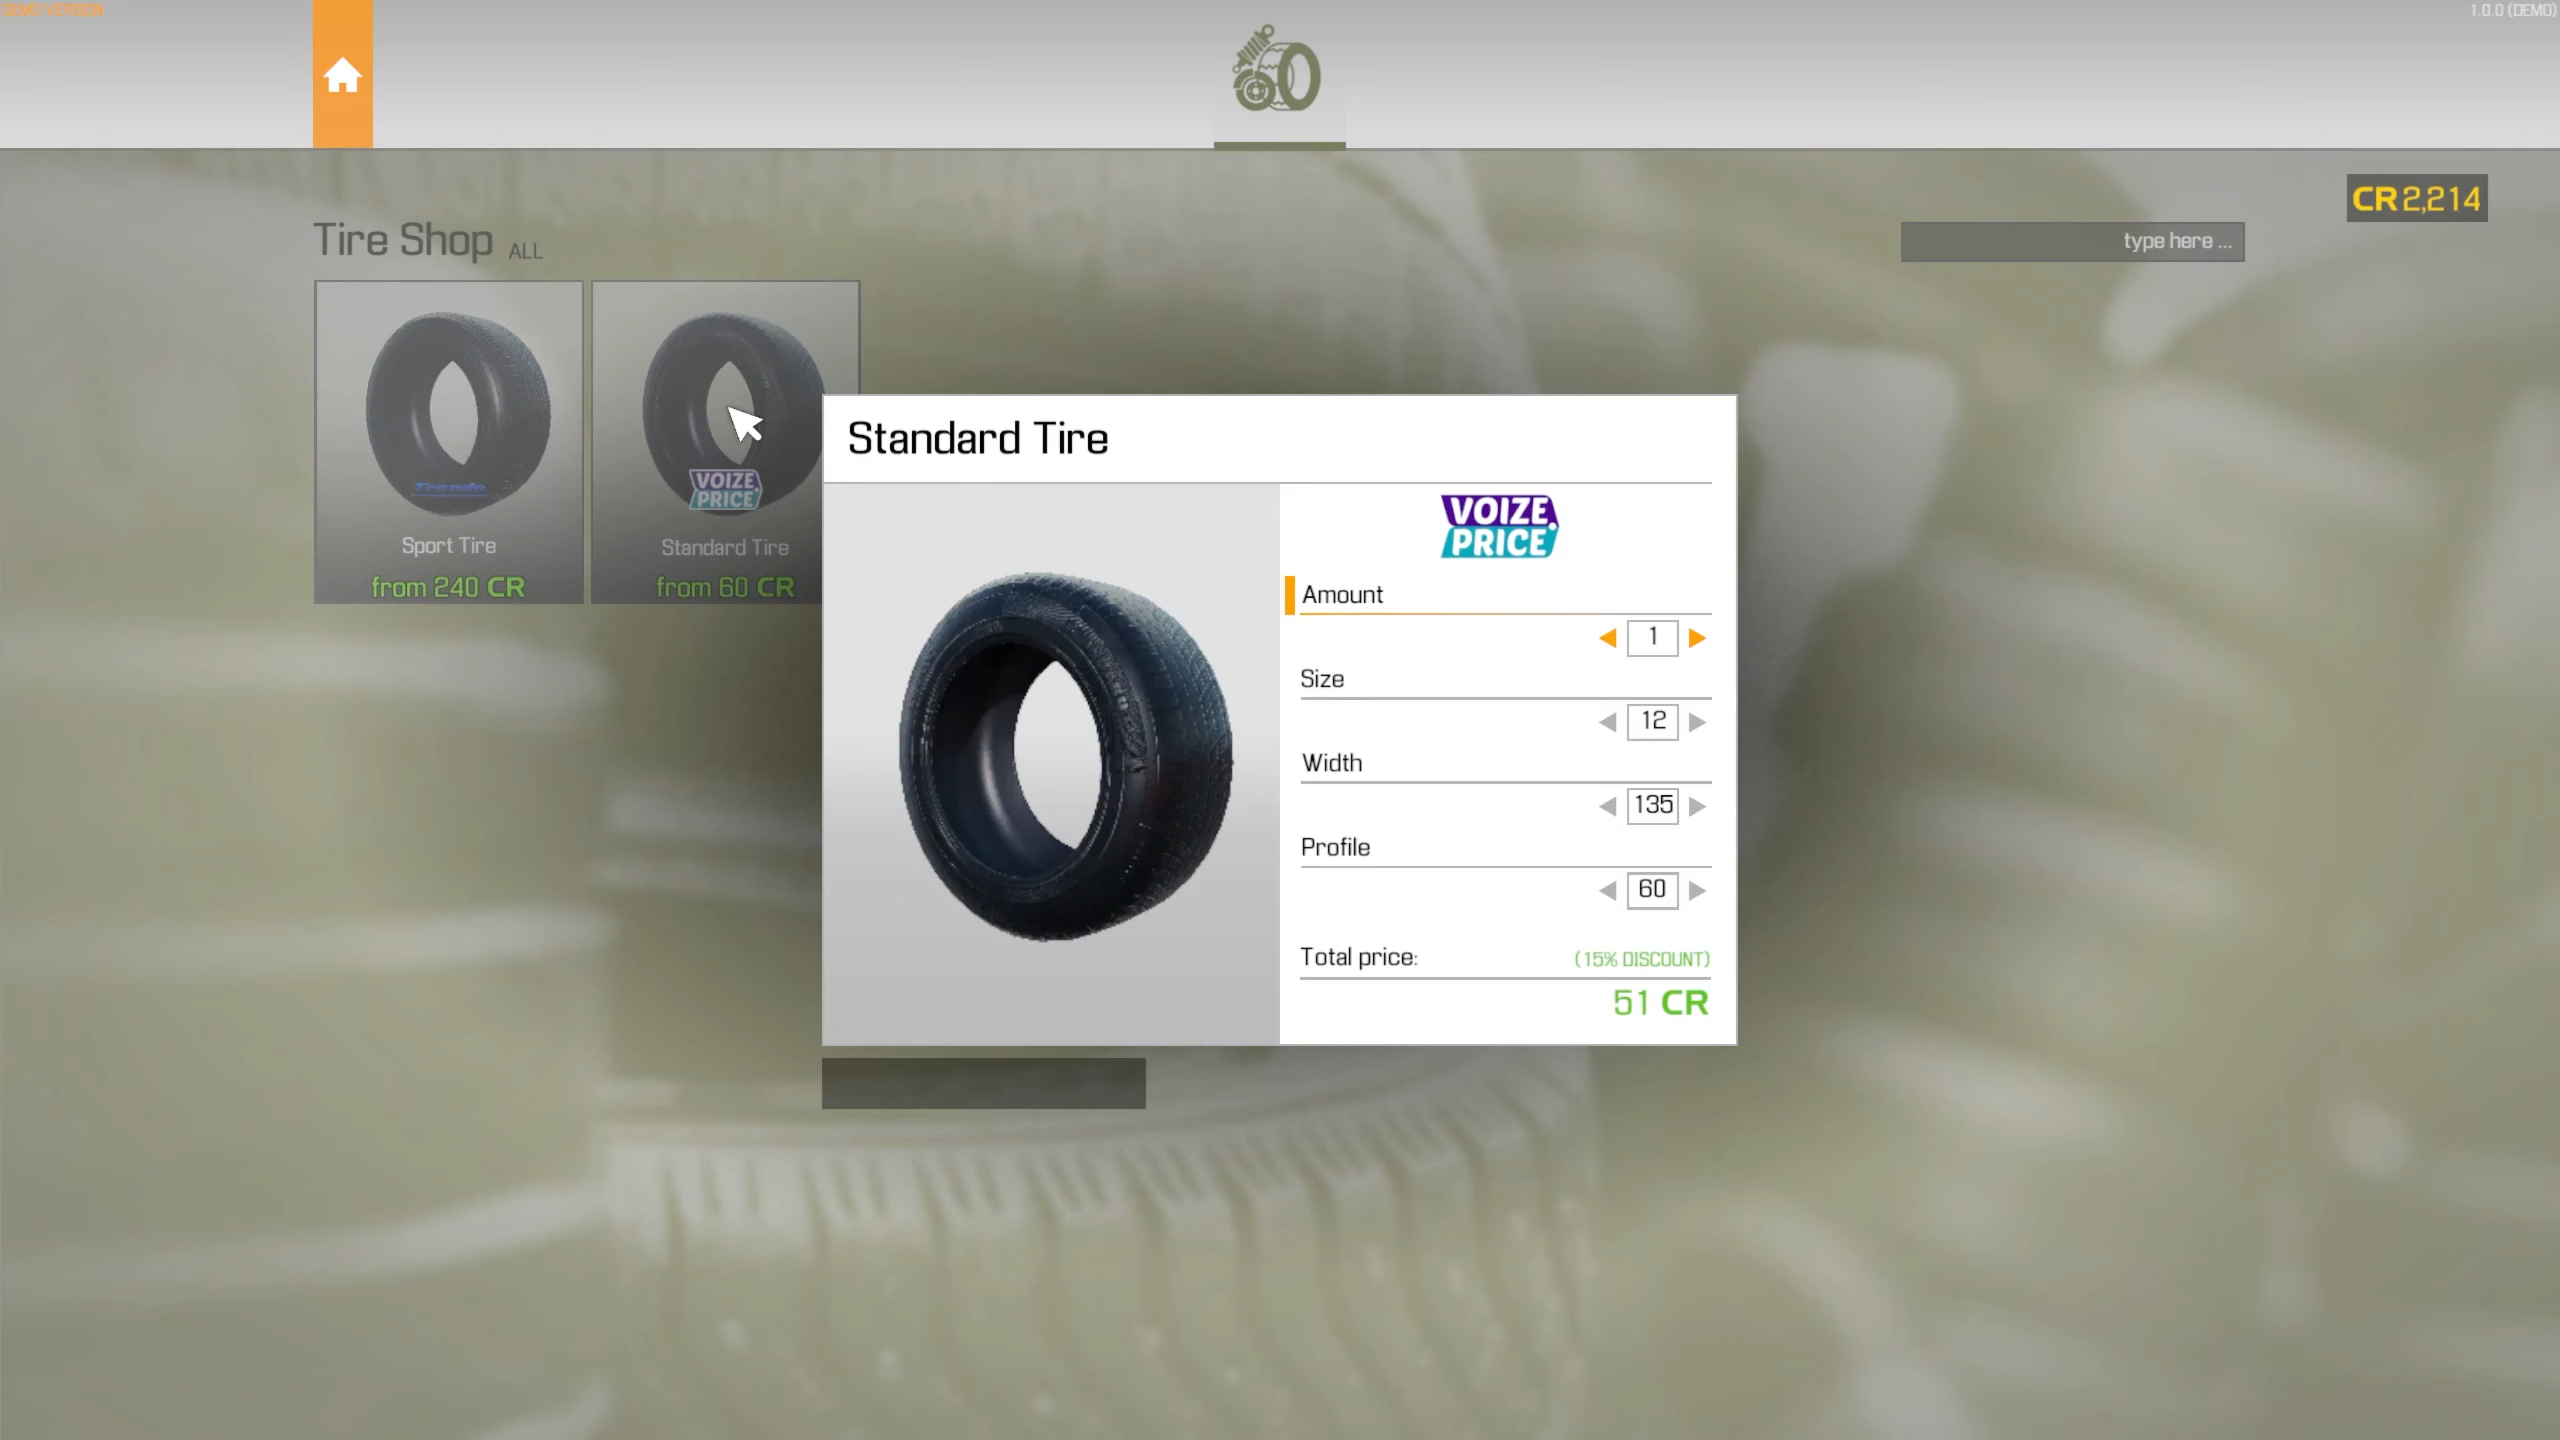 DEMO VERSION
1.0.0 (DEMO)
CR 2,214
Tire Shop ALL
type here ...
Sport Tire
from 240 CR
VOIZE
PRICE
Standard Tire
from 60 CR
Standard Tire
VOIZE
PRICE
Amount
1
Size
12
Width
135
Profile
60
Total price: (15% DISCOUNT)
51 CR